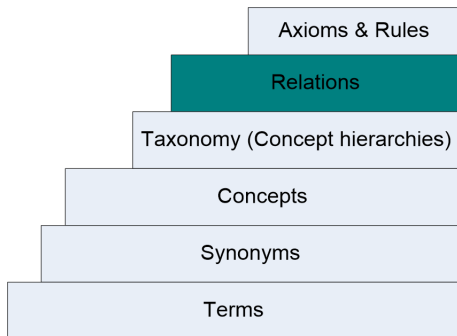 Axioms & Rules
Relations
Taxonomy (Concept hierarchies)
Concepts
Synonyms
Terms